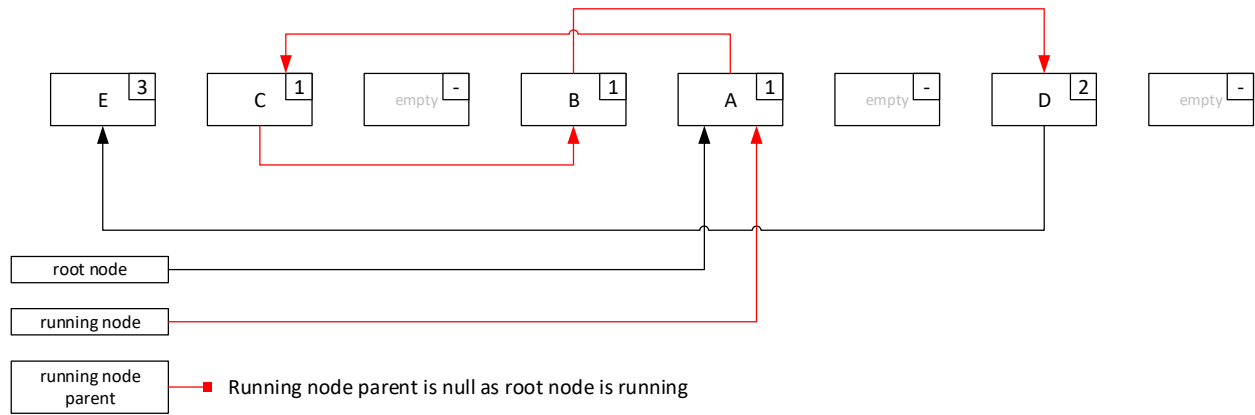 E 3
C 1
empty -
B 1
A 1
empty -
D 2
empty -
root node
running node
running node
parent
Running node parent is null as root node is running